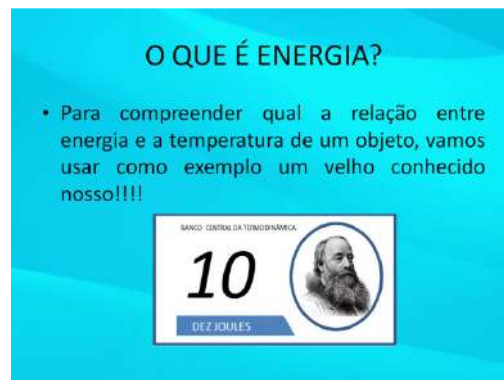 O QUE É ENERGIA?
• Para compreender qual a relação entre
energia e a temperatura de um objeto, vamos
usar como exemplo um velho conhecido
nosso!!!!
BANCO CENTRAL DA TERMODINÂMICA.
10
DEZ JOULES